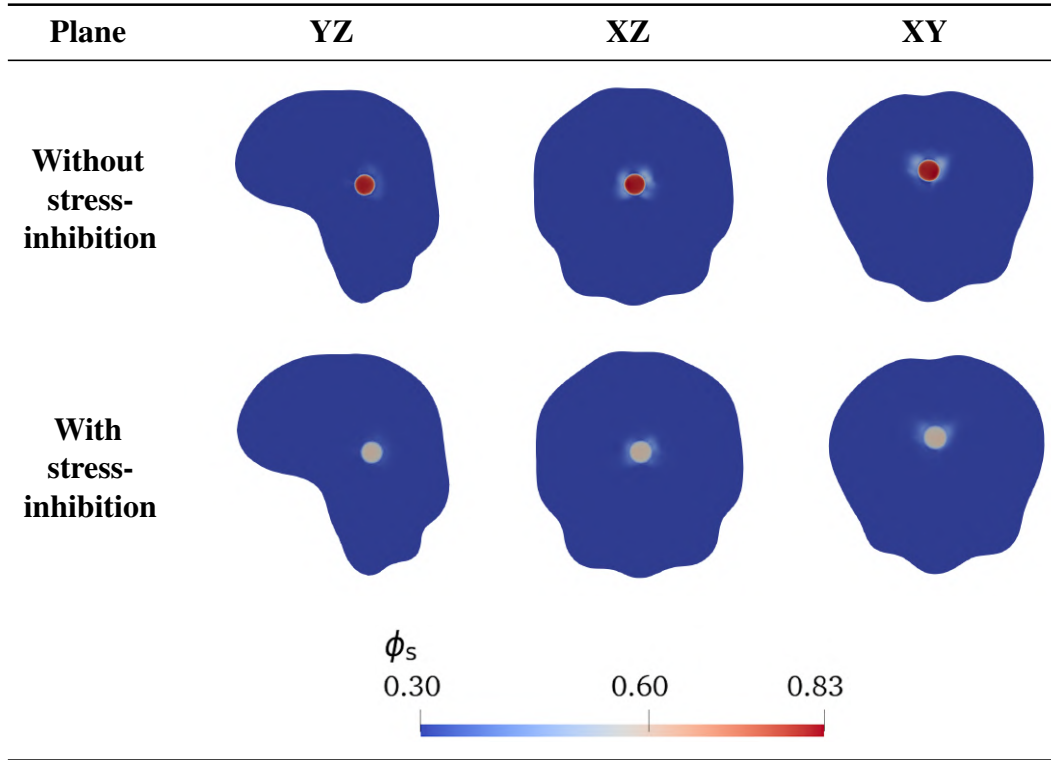 Plane YZ XZ XY
Without
stress-
inhibition
With
stress-
inhibition
ϕs
0.30 0.60 0.83